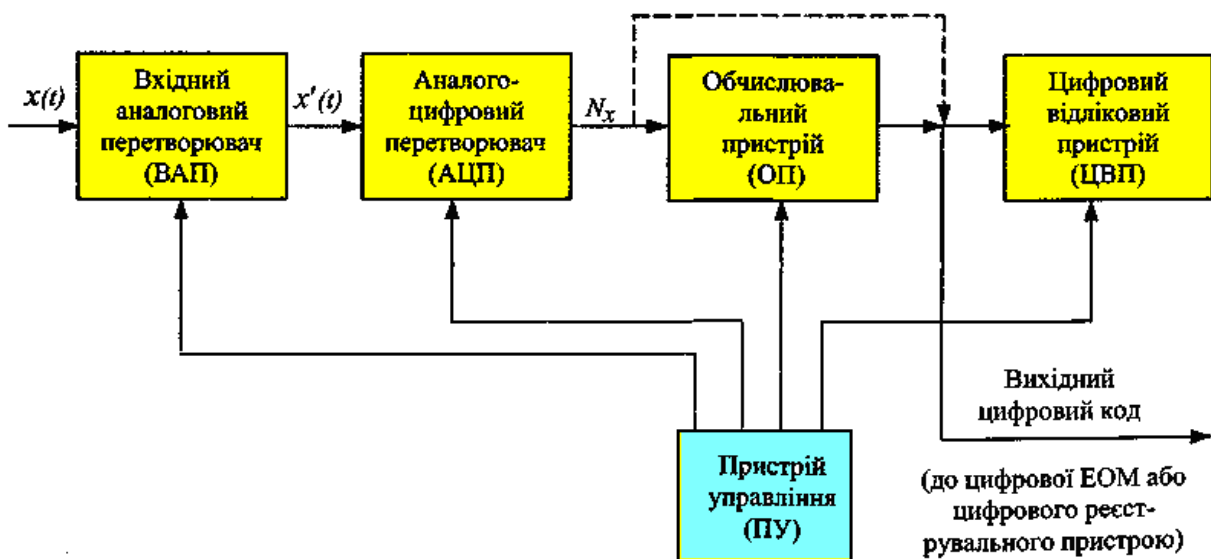 x(t)
Вхідний
аналоговий
перетворювач
(ВАП)
x'(t)
Аналого-
цифровий
перетворювач
(АЦП)
Nx
Обчислюва-
льний
пристрій
(ОП)
Цифровий
відліковий
пристрій
(ЦВП)
Пристрій
управління
(ПУ)
Вихідний
цифровий код
(до цифрової ЕОМ або
цифрового реєст-
рувального пристрою)